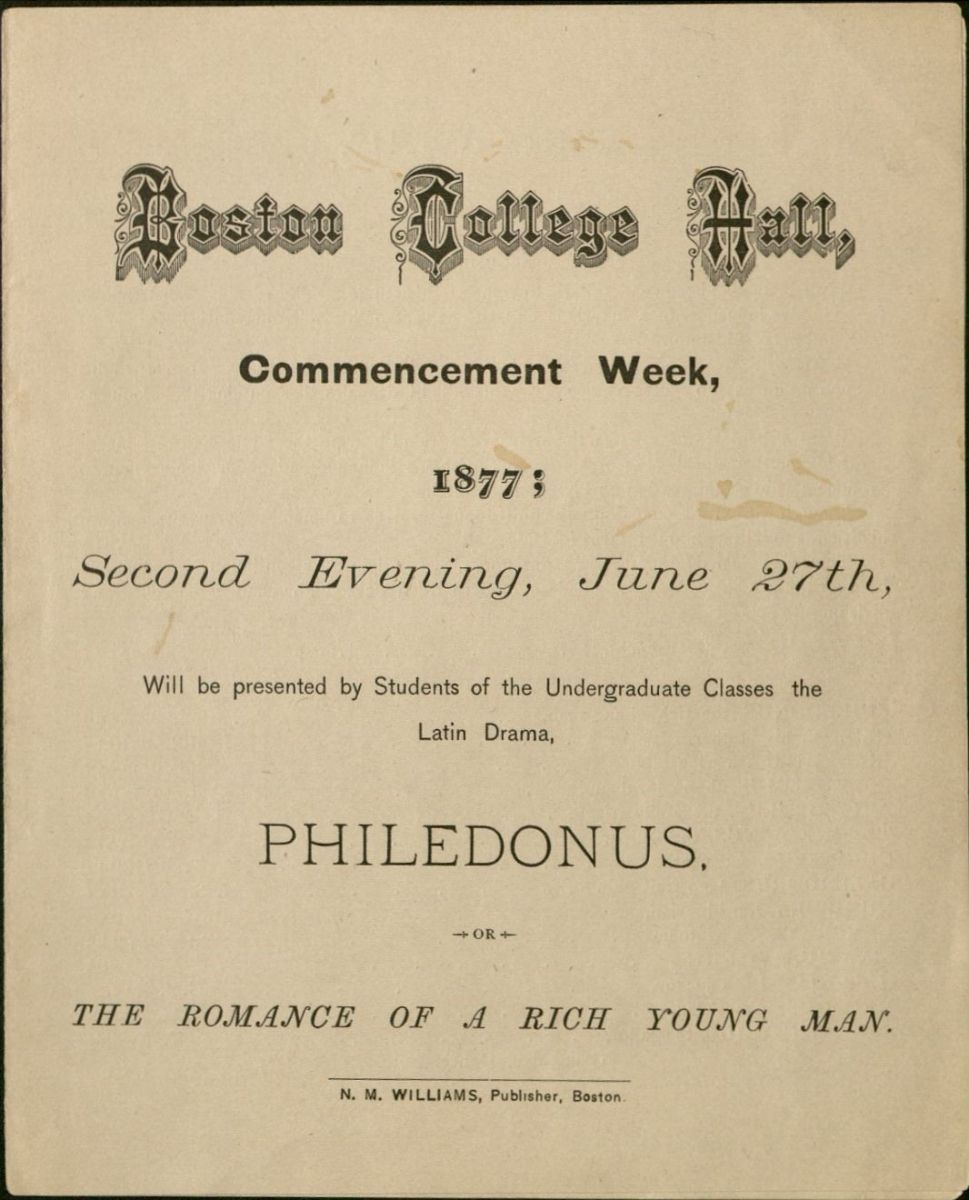 Boston College Hall,
Commencement Week,
1877;
Second Evening, June 27th,
Will be presented by Students of the Undergraduate Classes the
Latin Drama,
PHILEDONUS,
OR
THE ROMANCE OF A RICH YOUNG MAN.
N. M. WILLIAMS, Publisher, Boston.